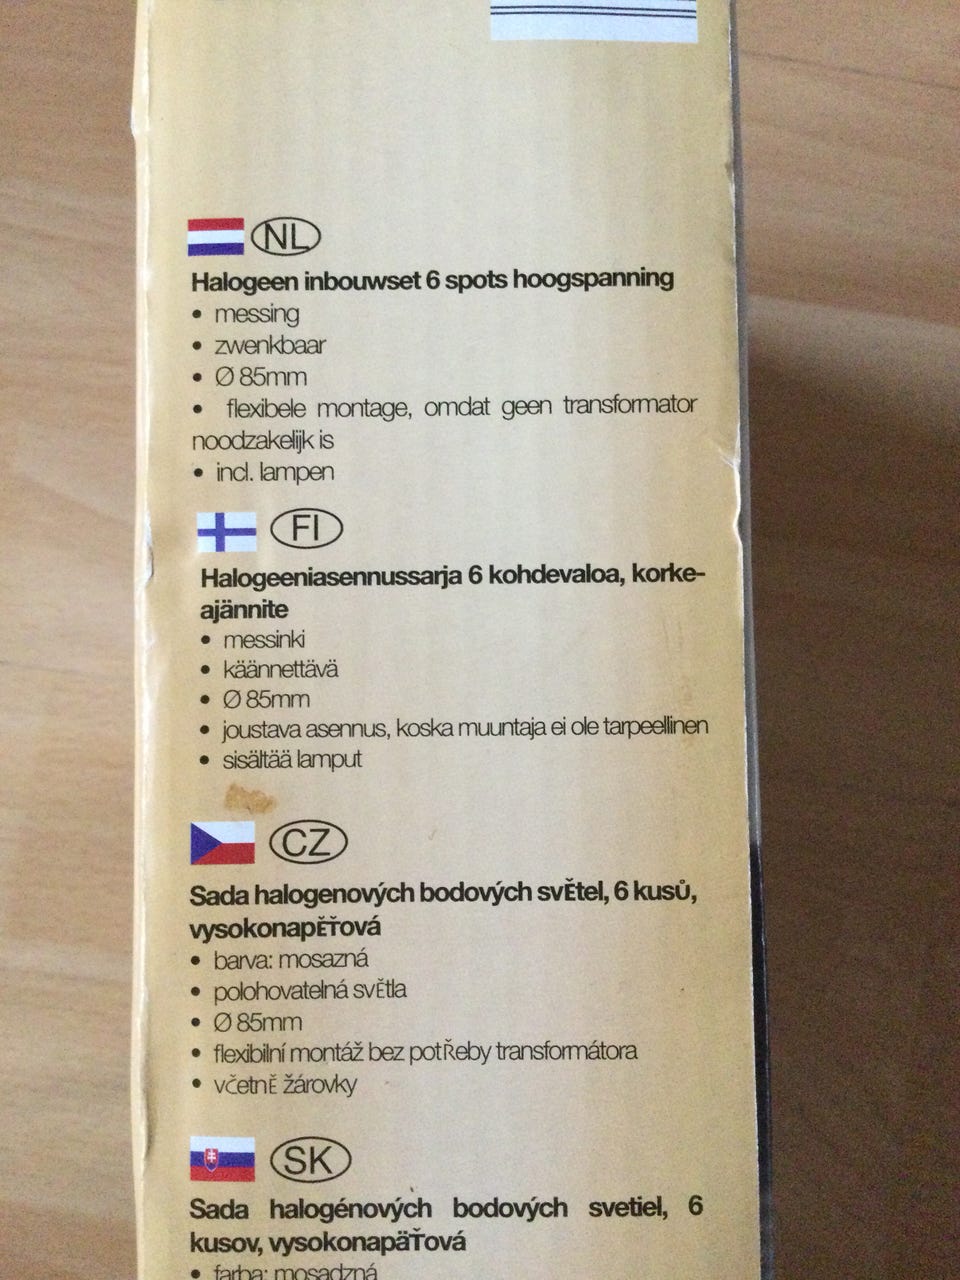 NL
Halogeen inbouwset 6 spots hoogspanning
• messing
• zwenkbaar
• Ø 85mm
• flexibele montage, omdat geen transformator
noodzakelijk is
• incl. lampen
FI
Halogeeniasennussarja 6 kohdevaloa, korke-
ajännite
• messinki
• käännettävä
• Ø 85mm
• joustava asennus, koska muuntaja ei ole tarpeellinen
• sisältää lamput
CZ
Sada halogenových bodových svĚtel, 6 kusů,
vysokonapĚŤová
• barva: mosazná
• polohovatelná svĚtla
• Ø 85mm
• flexibilní montáž bez potŘeby transformátora
• včetnĚ žárovky
SK
Sada halogénových bodových svetiel, 6
kusov, vysokonapäŤová
• farba: mosadzná